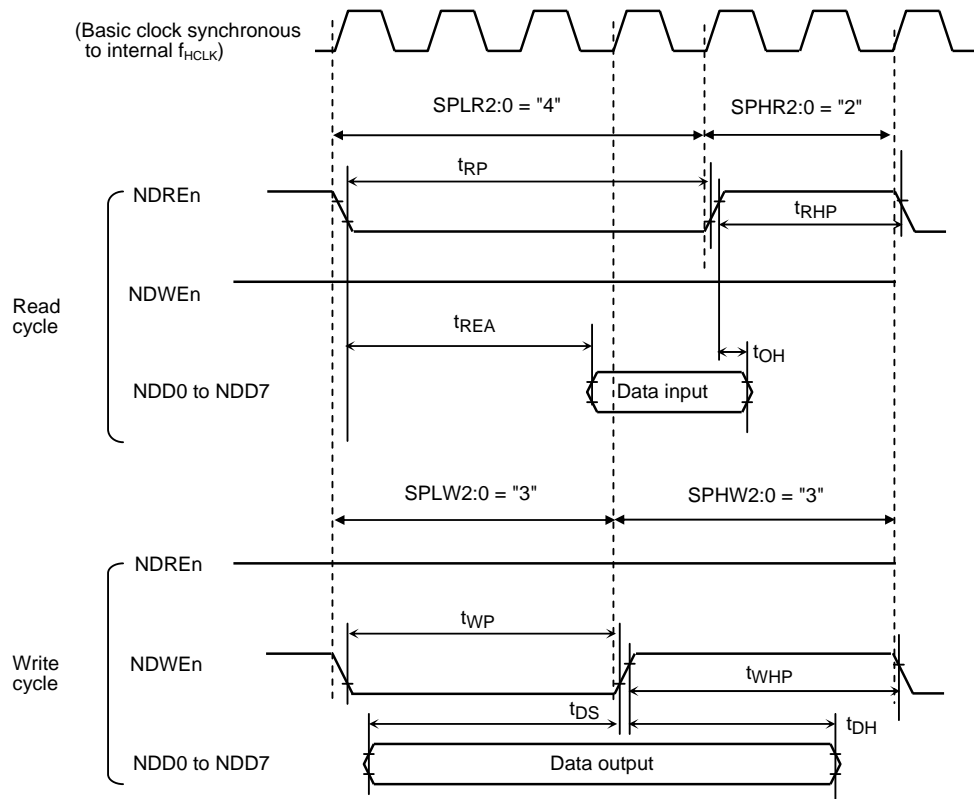 (Basic clock synchronous
to internal fHCLK)
SPLR2:0 = "4"
SPHR2:0 = "2"
tRP
NDREn
tRHP
NDWEn
Read
cycle
tREA
tOH
NDD0 to NDD7
Data input
SPLW2:0 = "3"
SPHW2:0 = "3"
NDREn
tWP
Write
cycle
NDWEn
tWHP
tDS
tDH
NDD0 to NDD7
Data output